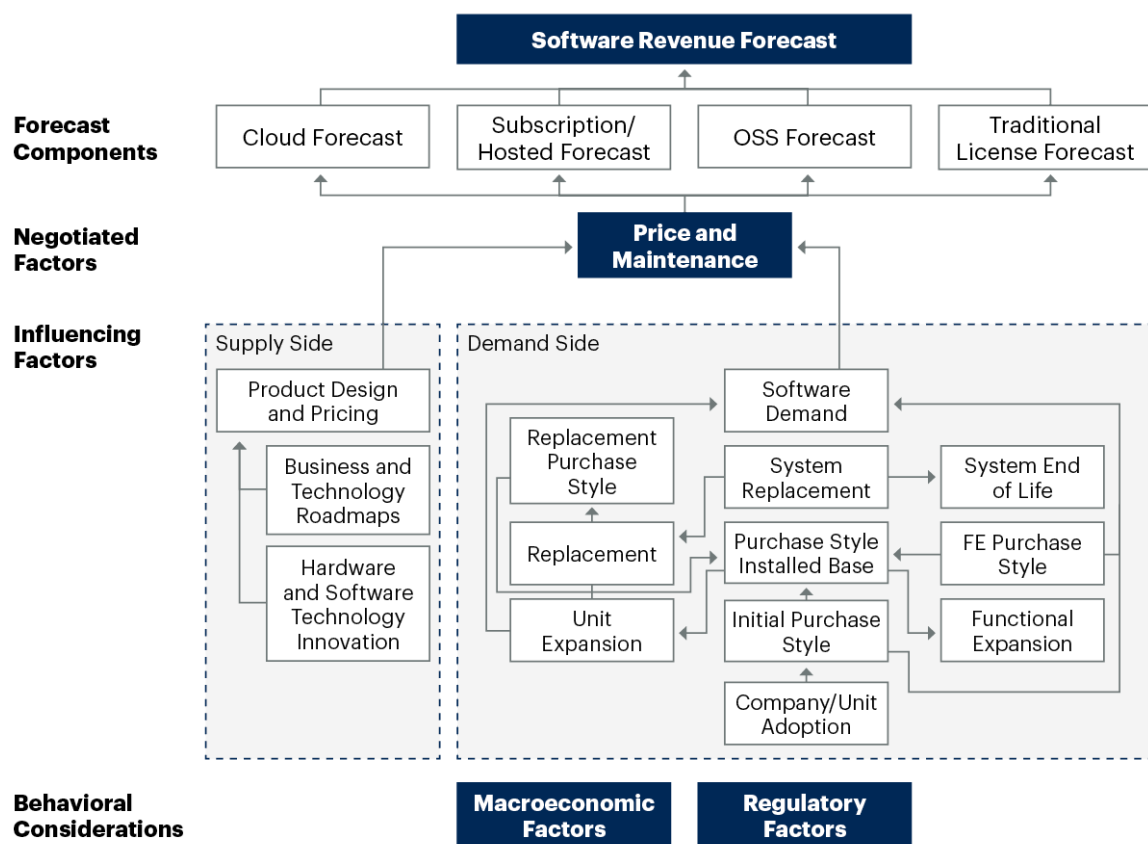 Software Revenue Forecast
Forecast
Components
Cloud Forecast
Subscription/
Hosted Forecast
OSS Forecast
Traditional
License Forecast
Negotiated
Factors
Price and
Maintenance
Influencing
Factors
Supply Side
Product Design
and Pricing
Business and
Technology
Roadmaps
Hardware
and Software
Technology
Innovation
Demand Side
Software
Demand
Replacement
Purchase
Style
System
Replacement
System End
of Life
Replacement
Purchase Style
Installed Base
FE Purchase
Style
Unit
Expansion
Initial Purchase
Style
Functional
Expansion
Company/Unit
Adoption
Behavioral
Considerations
Macroeconomic
Factors
Regulatory
Factors